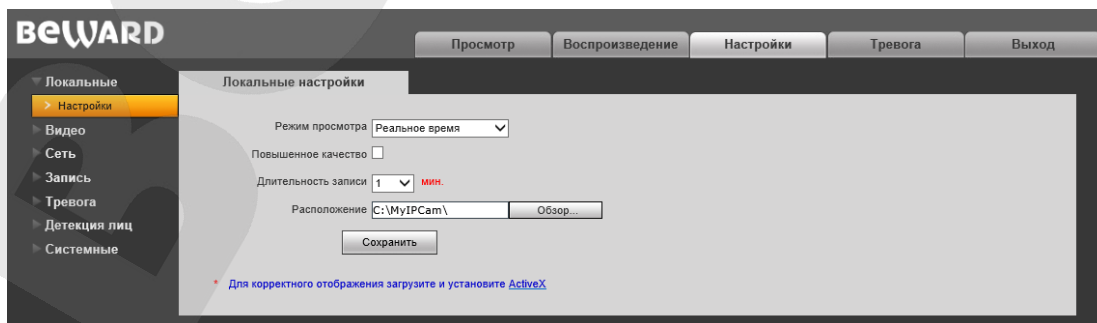 BEWARD
Просмотр Воспроизведение Настройки Тревога Выход
Локальные
Настройки
Видео
Сеть
Запись
Тревога
Детекция лиц
Системные
Локальные настройки
Режим просмотра Реальное время
Повышенное качество
Длительность записи 1 мин.
Расположение C:\MyIPCam\ Обзор...
Сохранить
* Для корректного отображения загрузите и установите ActiveX